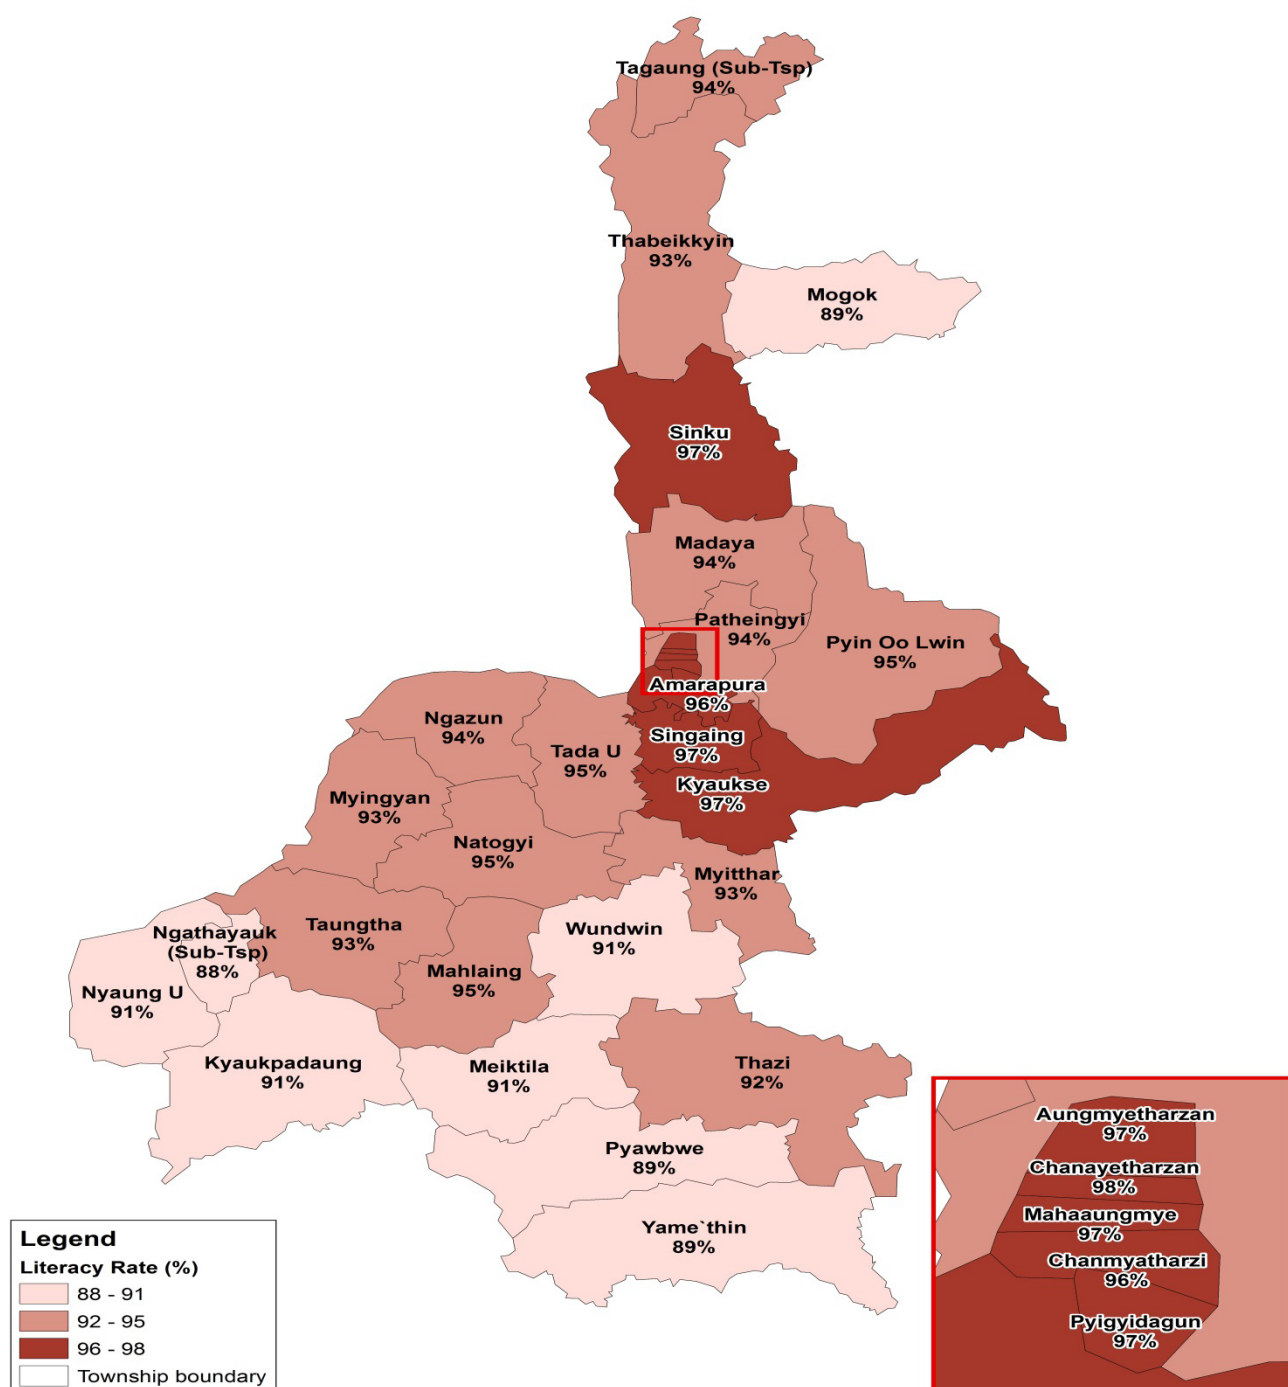 Tagaung (Sub-Tsp)
94%
Thabeikkyin
93%
Mogok
89%
Sinku
97%
Madaya
94%
Patheingyi
94%
Pyin Oo Lwin
95%
Amarapura
96%
Ngazun
94%
Tada U
95%
Singaing
97%
Kyaukse
97%
Myingyan
93%
Natogyi
95%
Myitthar
93%
Taungtha
93%
Wundwin
91%
Ngathayauk
(Sub-Tsp)
88%
Mahlaing
95%
Nyaung U
91%
Kyaukpadaung
91%
Meiktila
91%
Thazi
92%
Pyawbwe
89%
Yame`thin
89%
Aungmyetharzan
97%
Chanayetharzan
98%
Mahaaungmye
97%
Chanmyatharzi
96%
Pyigyidagun
97%
Legend
Literacy Rate (%)
88 - 91
92 - 95
96 - 98
Township boundary